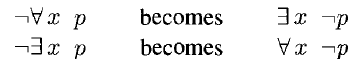 ¬∀x p becomes ∃x ¬p
¬∃x p becomes ∀x ¬p